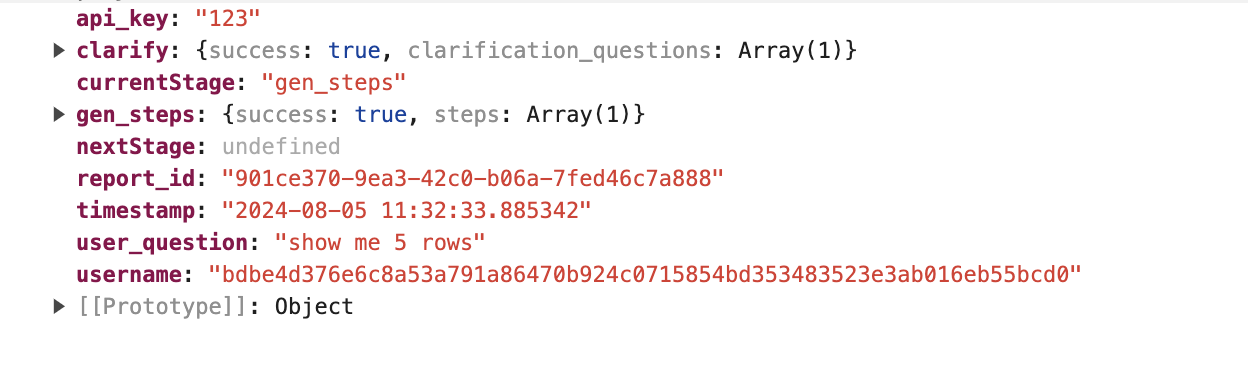 api_key: "123"
▶ clarify: {success: true, clarification_questions: Array(1)}
currentStage: "gen_steps"
▶ gen_steps: {success: true, steps: Array(1)}
nextStage: undefined
report_id: "901ce370-9ea3-42c0-b06a-7fed46c7a888"
timestamp: "2024-08-05 11:32:33.885342"
user_question: "show me 5 rows"
username: "bdbe4d376e6c8a53a791a86470b924c0715854bd353483523e3ab016eb55bcd0"
▶ [[Prototype]]: Object